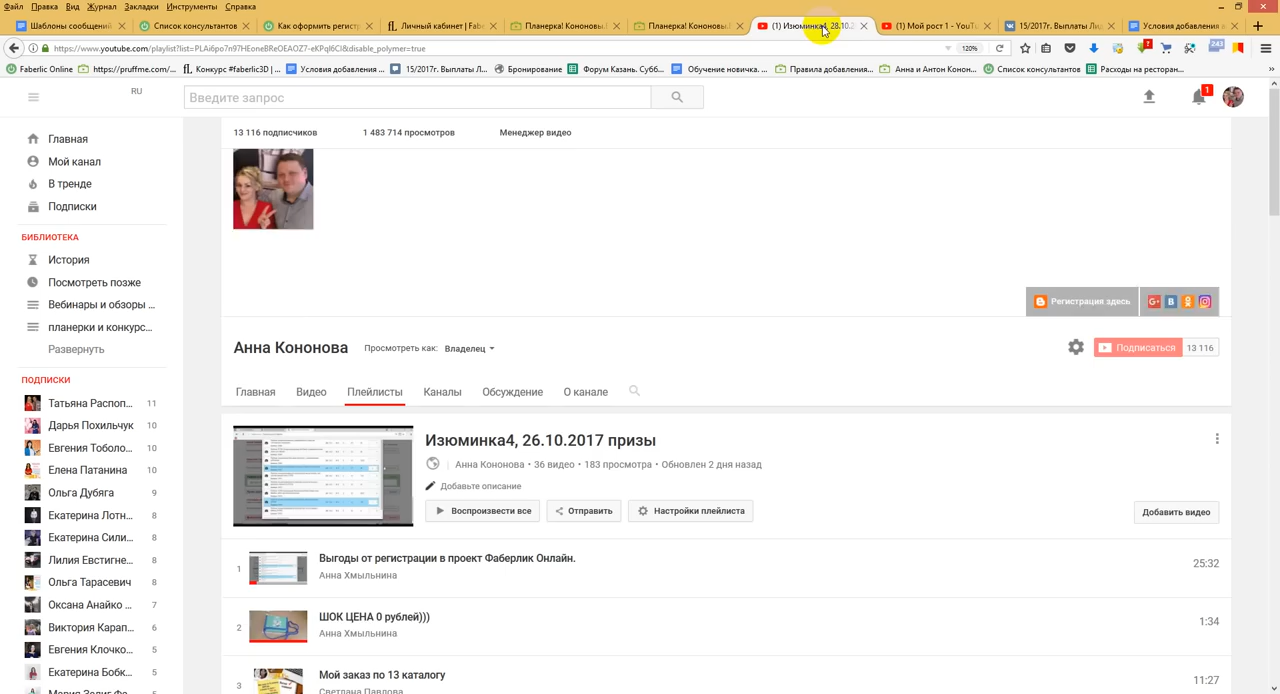 Файл Правка Вид Журнал Закладки Инструменты Справка
Шаблоны сообщений Список консультантов Как оформить регистр Личный кабинет | Fabe Планерка! Кононовы. Планерка! Кононовы. (1) Изюминка4, 26.10.2 (1) Мой рост 1 - YouT 15/2017г. Выплаты Ли Условия добавления
https://www.youtube.com/playlist?list=PLAi6po7n97HEoneBReOEAOZ7-eKPql6CI&disable_polymer=true 120% 243
Faberlic Online https://pruffme.com/... Конкурс #faberlic3D | ... Условия добавления ... 15/2017г. Выплаты Л... Бронирование Форум Казань. Субб... Обучение новичка. ... Правила добавления... Анна и Антон Конон... Список консультантов Расходы на ресторан...
RU Введите запрос 1
13 116 подписчиков 1 483 714 просмотров Менеджер видео
Главная
Мой канал
В тренде
Подписки
БИБЛИОТЕКА
История
Посмотреть позже
Вебинары и обзоры ...
планерки и конкурс...
Развернуть
ПОДПИСКИ
Татьяна Распоп... 11
Дарья Похильчук 10
Евгения Тоболо... 10
Елена Патанина 10
Ольга Дубяга 9
Екатерина Лотн... 8
Екатерина Сили... 8
Лилия Евстигне... 8
Ольга Тарасевич 8
Оксана Анайко ... 7
Виктория Карап... 6
Евгения Клочко... 5
Екатерина Бобк... 5
Регистрация здесь
Анна Кононова Просмотреть как: Владелец Подписаться 13 116
Главная Видео Плейлисты Каналы Обсуждение О канале
Изюминка4, 26.10.2017 призы
Анна Кононова • 36 видео • 183 просмотра • Обновлен 2 дня назад
Добавьте описание
Воспроизвести все Отправить Настройки плейлиста Добавить видео
1 Выгоды от регистрации в проект Фаберлик Онлайн. 25:32
Анна Хмыльнина
2 ШОК ЦЕНА 0 рублей))) 1:34
Анна Хмыльнина
3 Мой заказ по 13 каталогу 11:27
Светлана Павлова